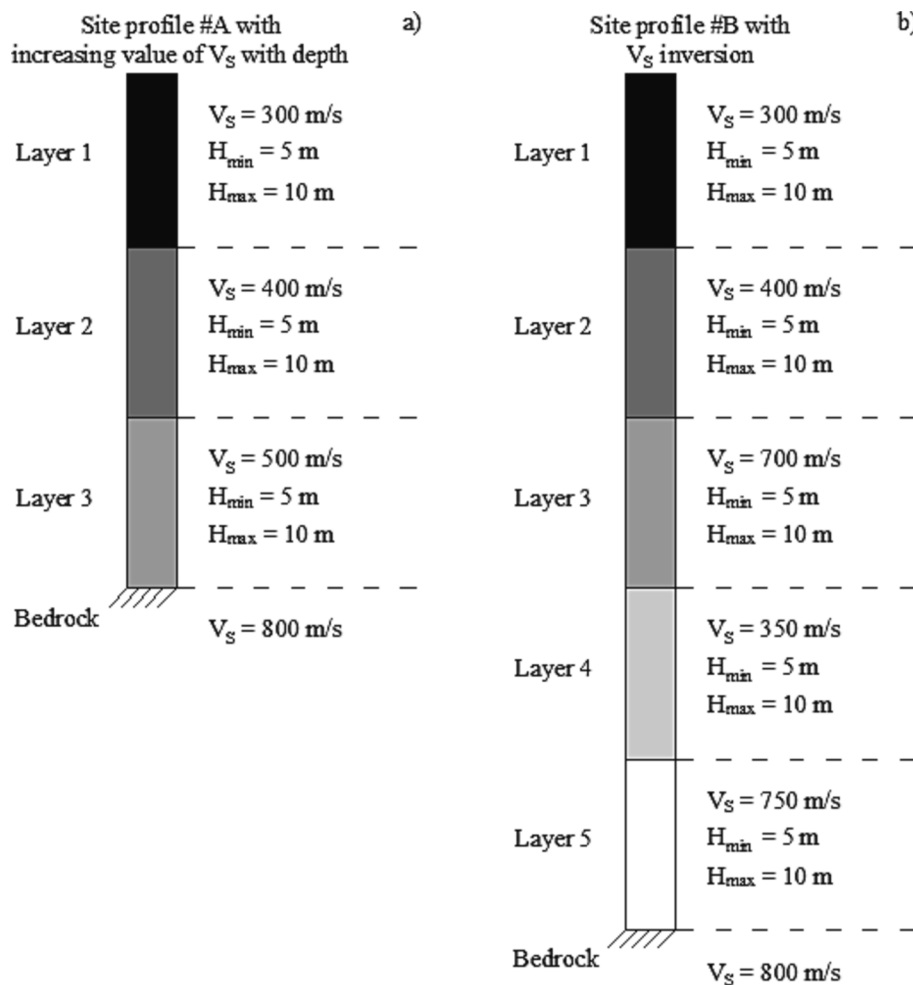 Site profile #A with
increasing value of VS with depth
a)
Layer 1
VS = 300 m/s
Hmin = 5 m
Hmax = 10 m
Layer 2
VS = 400 m/s
Hmin = 5 m
Hmax = 10 m
Layer 3
VS = 500 m/s
Hmin = 5 m
Hmax = 10 m
Bedrock
VS = 800 m/s
Site profile #B with
VS inversion
b)
Layer 1
VS = 300 m/s
Hmin = 5 m
Hmax = 10 m
Layer 2
VS = 400 m/s
Hmin = 5 m
Hmax = 10 m
Layer 3
VS = 700 m/s
Hmin = 5 m
Hmax = 10 m
Layer 4
VS = 350 m/s
Hmin = 5 m
Hmax = 10 m
Layer 5
VS = 750 m/s
Hmin = 5 m
Hmax = 10 m
Bedrock
VS = 800 m/s